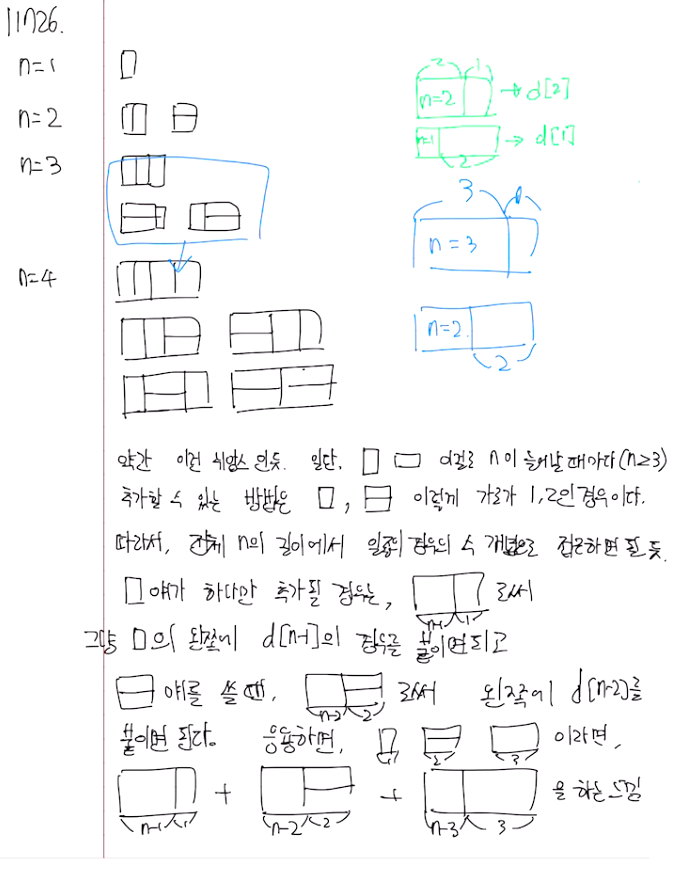 11726.
n=1
n=2
n=3
n=4
2 1
n=2 → d[2]
n=1 → d[1]
2
3 1
n=3
n=2
2
약간 이런 뉘앙스 인듯. 일단, 얘걸로 n이 늘어날 때마다 (n≥3)
추가할 수 있는 방법은 , 이렇게 가로가 1, 2인 경우이다.
따라서, 전체 n의 길이에서 일종의 경우의 수 개념으로 접근하면 될 듯.
얘가 하나만 추가될 경우는, 로써
n-1 1
그냥 의 왼쪽에 d[n-1]의 경우를 붙이면 되고
얘를 쓸 때, 로써 왼쪽에 d[n-2]를
n-2 2
붙이면 된다. 응용하면, 이라면,
1 2 3
+ + 을 하는 느낌
n-1 1 n-2 2 n-3 3